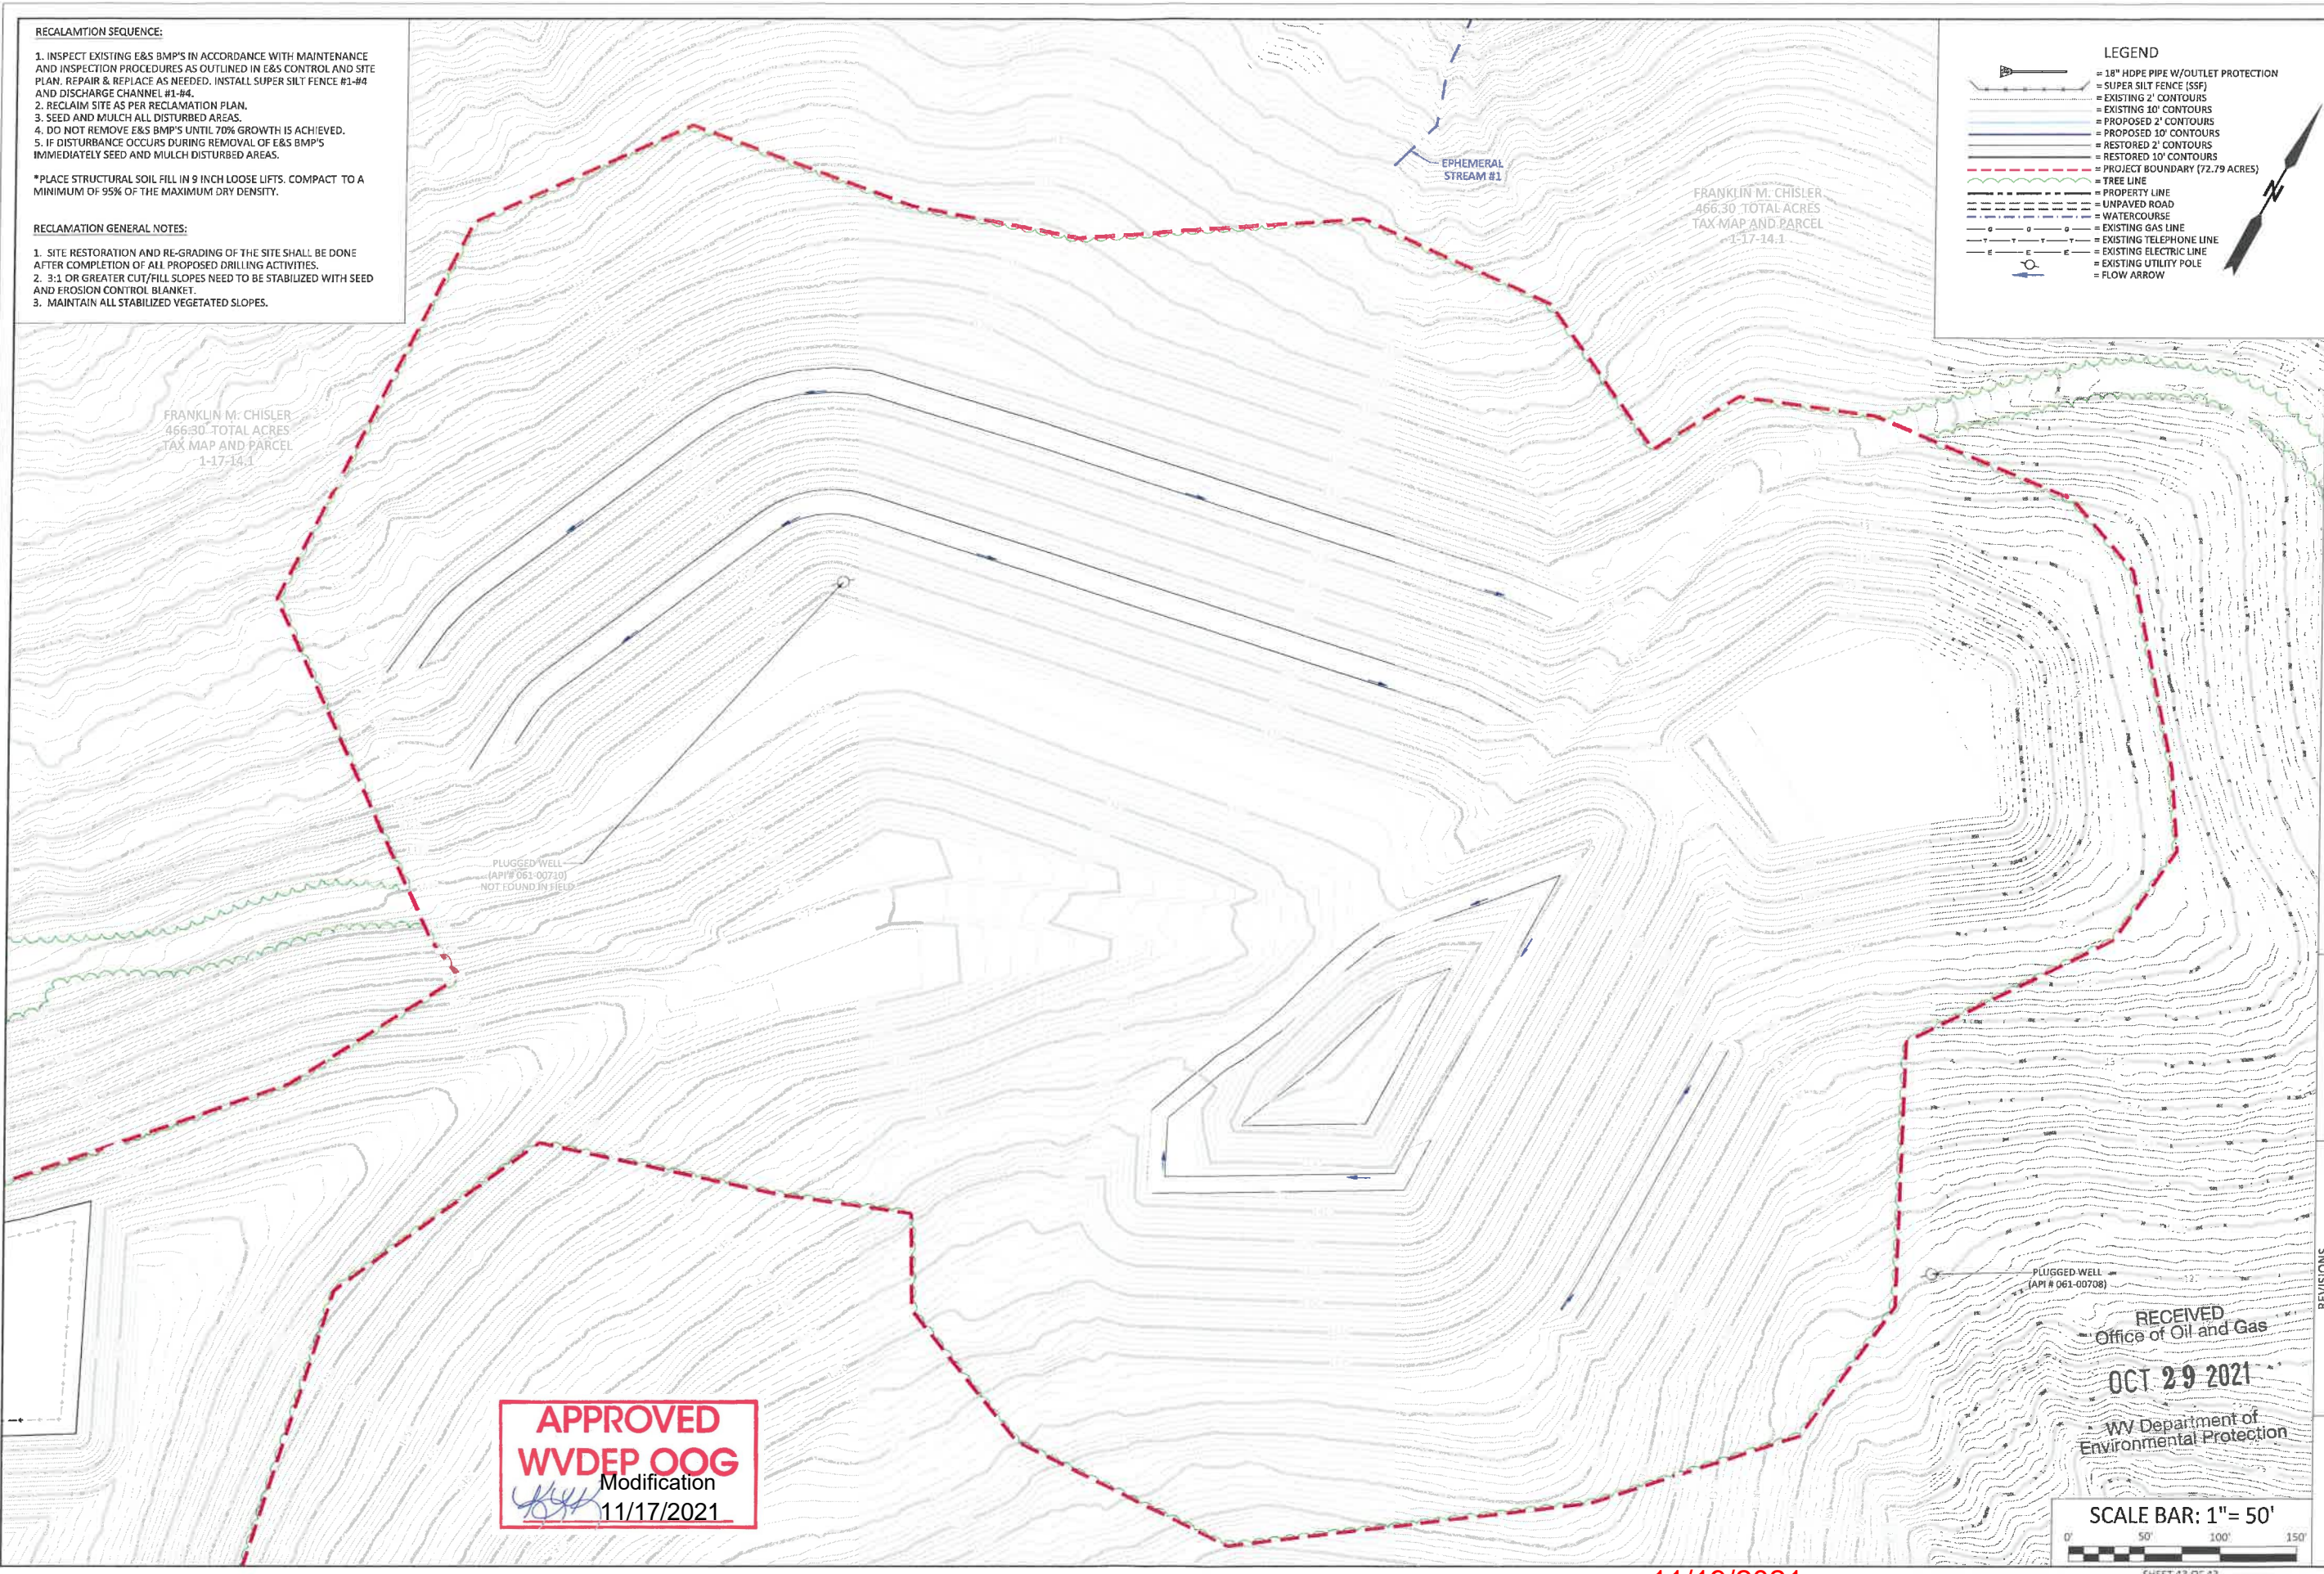 RECALAMTION SEQUENCE:
1. INSPECT EXISTING E&S BMP'S IN ACCORDANCE WITH MAINTENANCE
AND INSPECTION PROCEDURES AS OUTLINED IN E&S CONTROL AND SITE
PLAN. REPAIR & REPLACE AS NEEDED. INSTALL SUPER SILT FENCE #1-#4
AND DISCHARGE CHANNEL #1-#4.
2. RECLAIM SITE AS PER RECLAMATION PLAN.
3. SEED AND MULCH ALL DISTURBED AREAS.
4. DO NOT REMOVE E&S BMP'S UNTIL 70% GROWTH IS ACHIEVED.
5. IF DISTURBANCE OCCURS DURING REMOVAL OF E&S BMP'S
IMMEDIATELY SEED AND MULCH DISTURBED AREAS.
*PLACE STRUCTURAL SOIL FILL IN 9 INCH LOOSE LIFTS. COMPACT TO A
MINIMUM OF 95% OF THE MAXIMUM DRY DENSITY.
RECLAMATION GENERAL NOTES:
1. SITE RESTORATION AND RE-GRADING OF THE SITE SHALL BE DONE
AFTER COMPLETION OF ALL PROPOSED DRILLING ACTIVITIES.
2. 3:1 OR GREATER CUT/FILL SLOPES NEED TO BE STABILIZED WITH SEED
AND EROSION CONTROL BLANKET.
3. MAINTAIN ALL STABILIZED VEGETATED SLOPES.
LEGEND
= 18" HDPE PIPE W/OUTLET PROTECTION
= SUPER SILT FENCE (SSF)
= EXISTING 2' CONTOURS
= EXISTING 10' CONTOURS
= PROPOSED 2' CONTOURS
= PROPOSED 10' CONTOURS
= RESTORED 2' CONTOURS
= RESTORED 10' CONTOURS
= PROJECT BOUNDARY (72.79 ACRES)
= TREE LINE
= PROPERTY LINE
= UNPAVED ROAD
= WATERCOURSE
G G G = EXISTING GAS LINE
T T T T = EXISTING TELEPHONE LINE
E E E = EXISTING ELECTRIC LINE
= EXISTING UTILITY POLE
= FLOW ARROW
N
EPHEMERAL
STREAM #1
FRANKLIN M. CHISLER
466.30 TOTAL ACRES
TAX MAP AND PARCEL
1-17-14.1
FRANKLIN M. CHISLER
466.30 TOTAL ACRES
TAX MAP AND PARCEL
1-17-14.1
PLUGGED WELL
(API # 061-00710)
NOT FOUND IN FIELD
PLUGGED WELL
(API # 061-00708)
REVISIONS
RECEIVED
Office of Oil and Gas
OCT 29 2021
WV Department of
Environmental Protection
APPROVED
WVDEP OOG
Modification
11/17/2021
SCALE BAR: 1"= 50'
0' 50' 100' 150'